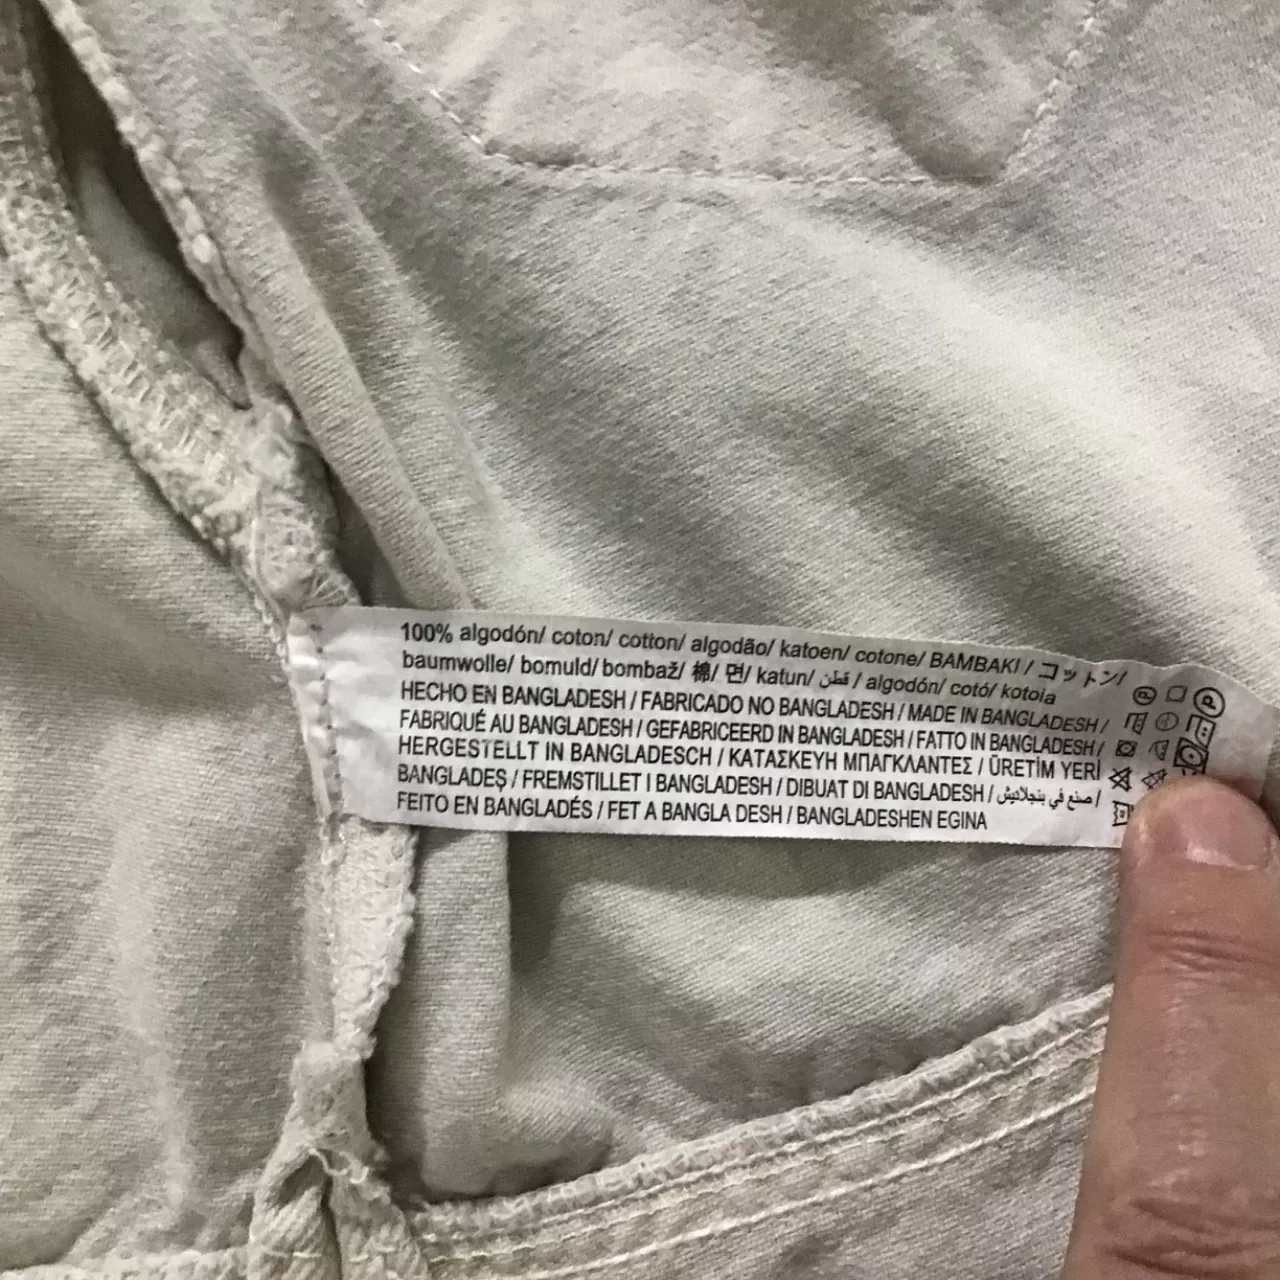 100% algodón/ coton/ cotton/ algodão/ katoen/ cotone/ BAMBAKI / コットン/
baumwolle/ bomuld/ bombaž/ 棉/ 면/ katun/ قطن / algodón/ cotó/ kotoia
HECHO EN BANGLADESH / FABRICADO NO BANGLADESH / MADE IN BANGLADESH /
FABRIQUÉ AU BANGLADESH / GEFABRICEERD IN BANGLADESH / FATTO IN BANGLADESH /
HERGESTELLT IN BANGLADESCH / ΚΑΤΑΣΚΕΥΗ ΜΠΑΓΚΛΑΝΤΕΣ / ÜRETİM YERİ
BANGLADEŞ / FREMSTILLET I BANGLADESH / DIBUAT DI BANGLADESH / صنع في بنجلاديش /
FEITO EN BANGLADÉS / FET A BANGLA DESH / BANGLADESHEN EGINA
P